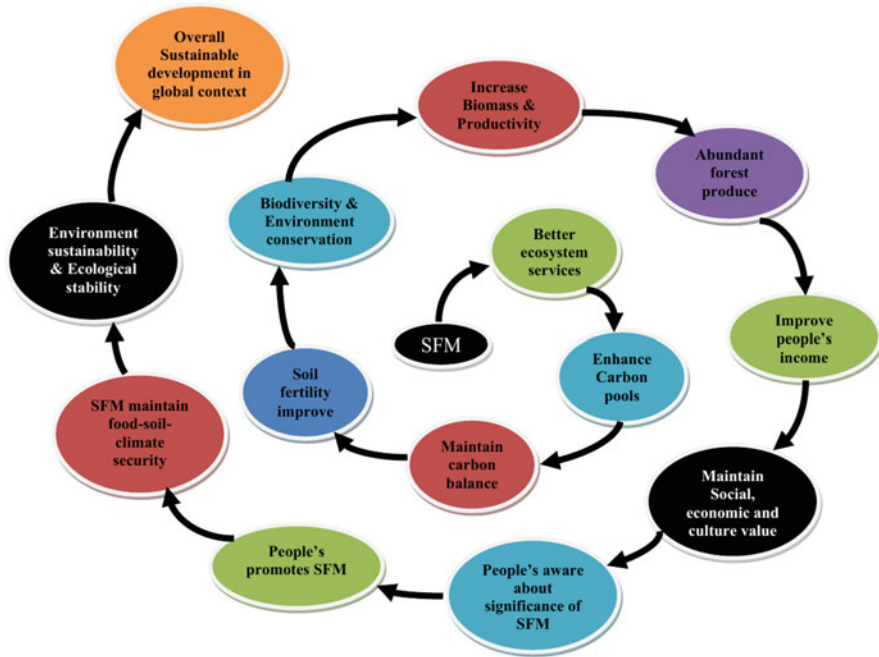 Overall
Sustainable
development in
global context
Increase
Biomass &
Productivity
Abundant
forest
produce
Biodiversity &
Environment
conservation
Environment
sustainability
& Ecological
stability
Better
ecosystem
services
SFM
Improve
people's
income
Enhance
Carbon
pools
Soil
fertility
improve
SFM maintain
food-soil-
climate
security
Maintain
carbon
balance
Maintain
Social,
economic and
culture value
People's
promotes SFM
People's aware
about
significance of
SFM